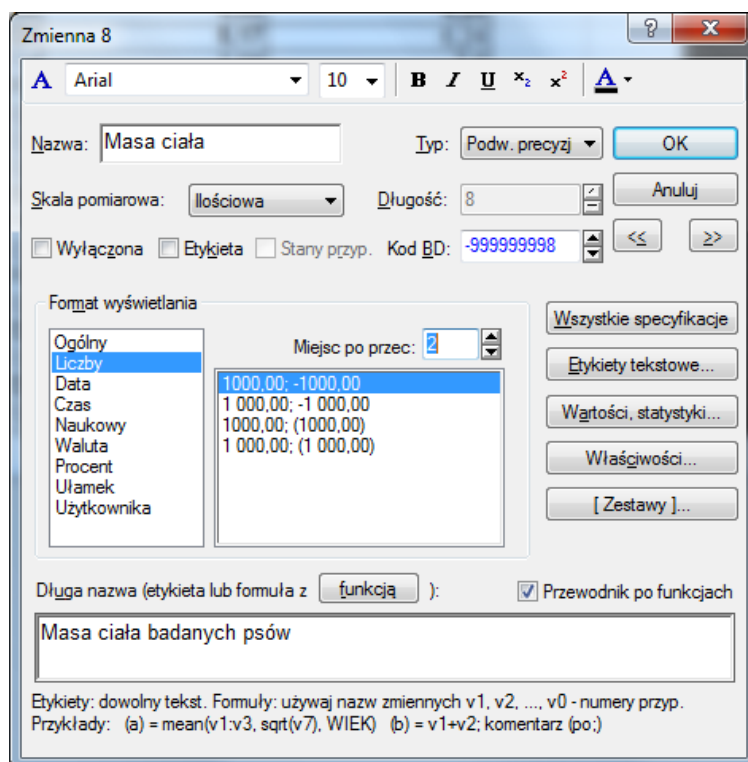 Zmienna 8
A Arial 10 B I U x₂ x² A
Nazwa: Masa ciała Typ: Podw. precyzj OK
Skala pomiarowa: Ilościowa Długość: 8 Anuluj
Wyłączona Etykieta Stany przyp. Kod BD: -999999998 << >>
Format wyświetlania Wszystkie specyfikacje
Ogólny Miejsc po przec: 2
Liczby Etykiety tekstowe...
Data 1000,00; -1000,00
Czas 1 000,00; -1 000,00 Wartości, statystyki...
Naukowy 1000,00; (1000,00)
Waluta 1 000,00; (1 000,00)
Procent Właściwości...
Ułamek
Użytkownika [ Zestawy ]...
Długa nazwa (etykieta lub formuła z funkcją ): Przewodnik po funkcjach
Masa ciała badanych psów
Etykiety: dowolny tekst. Formuły: używaj nazw zmiennych v1, v2, ..., v0 - numery przyp.
Przykłady: (a) = mean(v1:v3, sqrt(v7), WIEK) (b) = v1+v2; komentarz (po;)